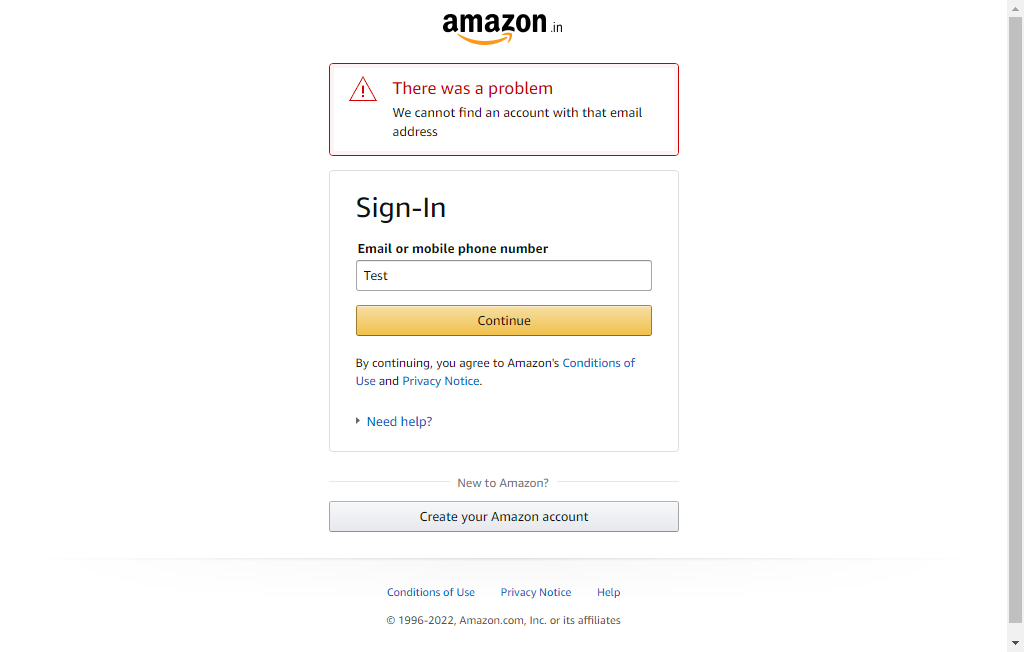 amazon.in
There was a problem
We cannot find an account with that email
address
Sign-In
Email or mobile phone number
Test
Continue
By continuing, you agree to Amazon's Conditions of
Use and Privacy Notice.
Need help?
New to Amazon?
Create your Amazon account
Conditions of Use Privacy Notice Help
© 1996-2022, Amazon.com, Inc. or its affiliates